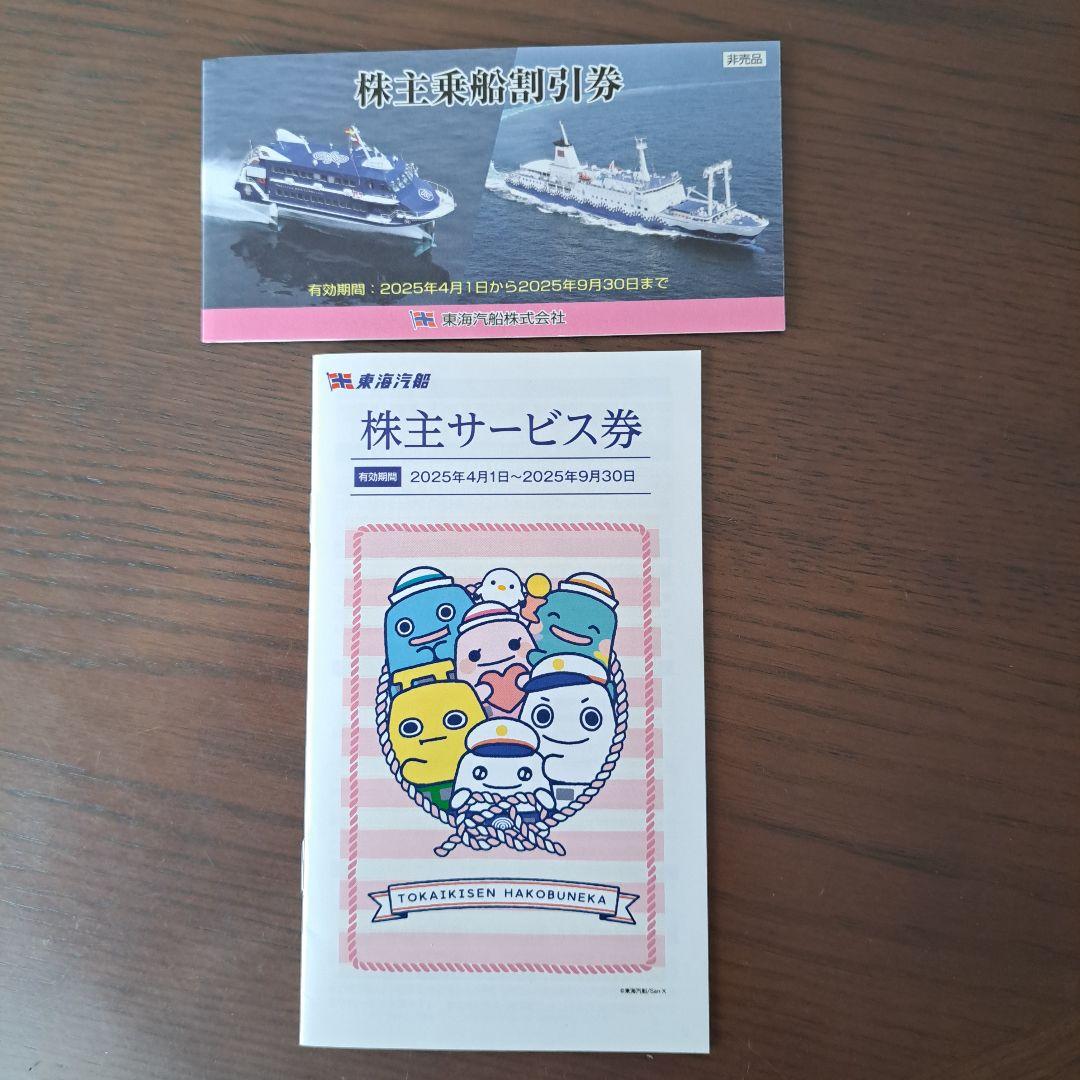 非売品
株主乗船割引券
有効期間：2025年4月1日から2025年9月30日まで
東海汽船株式会社
東海汽船
株主サービス券
有効期間 2025年4月1日～2025年9月30日
TOKAIKISEN HAKOBUNEKA
©東海汽船/San-X